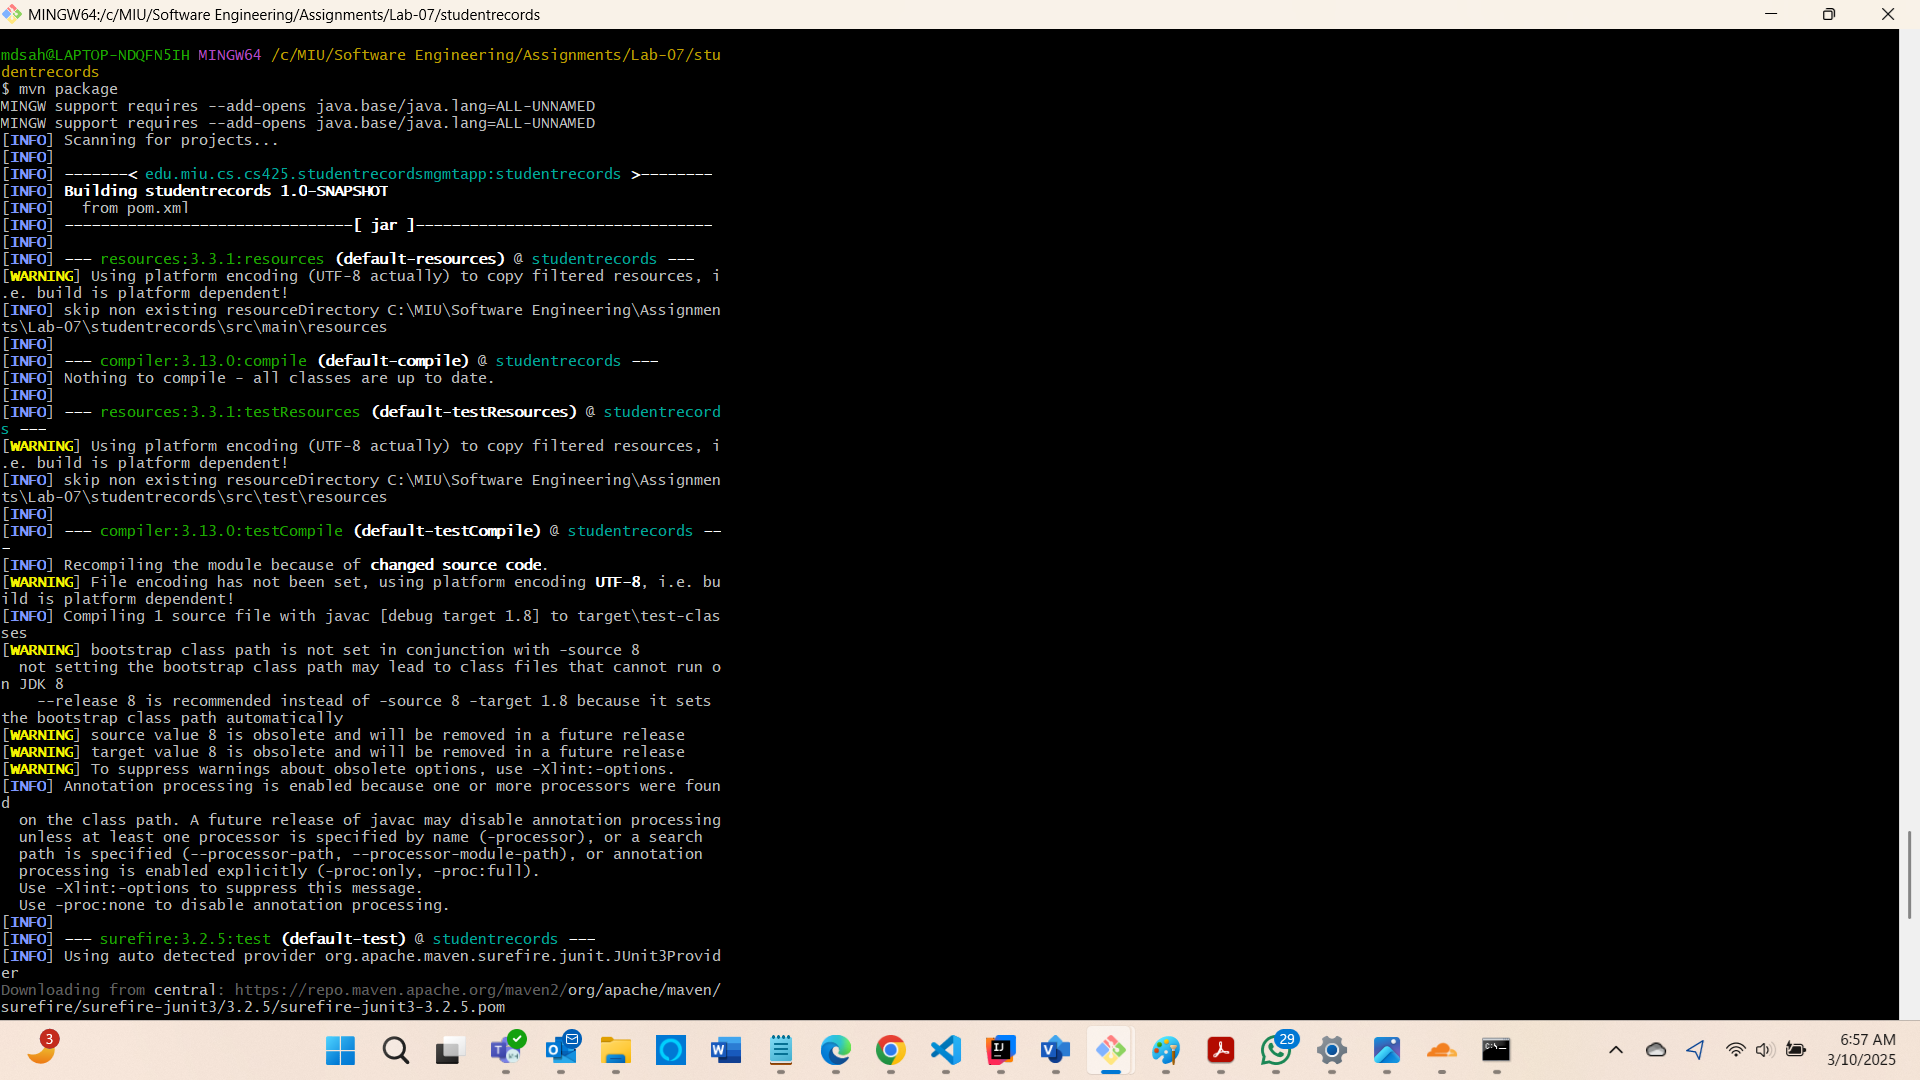 MINGW64:/c/MIU/Software Engineering/Assignments/Lab-07/studentrecords
mdsah@LAPTOP-NDQFN5IH MINGW64 /c/MIU/Software Engineering/Assignments/Lab-07/stu
dentrecords
$ mvn package
MINGW support requires --add-opens java.base/java.lang=ALL-UNNAMED
MINGW support requires --add-opens java.base/java.lang=ALL-UNNAMED
[INFO] Scanning for projects...
[INFO]
[INFO] -------< edu.miu.cs.cs425.studentrecordsmgmtapp:studentrecords >--------
[INFO] Building studentrecords 1.0-SNAPSHOT
[INFO]   from pom.xml
[INFO] --------------------------------[ jar ]---------------------------------
[INFO]
[INFO] --- resources:3.3.1:resources (default-resources) @ studentrecords ---
[WARNING] Using platform encoding (UTF-8 actually) to copy filtered resources, i
.e. build is platform dependent!
[INFO] skip non existing resourceDirectory C:\MIU\Software Engineering\Assignmen
ts\Lab-07\studentrecords\src\main\resources
[INFO]
[INFO] --- compiler:3.13.0:compile (default-compile) @ studentrecords ---
[INFO] Nothing to compile - all classes are up to date.
[INFO]
[INFO] --- resources:3.3.1:testResources (default-testResources) @ studentrecord
s ---
[WARNING] Using platform encoding (UTF-8 actually) to copy filtered resources, i
.e. build is platform dependent!
[INFO] skip non existing resourceDirectory C:\MIU\Software Engineering\Assignmen
ts\Lab-07\studentrecords\src\test\resources
[INFO]
[INFO] --- compiler:3.13.0:testCompile (default-testCompile) @ studentrecords --
-
[INFO] Recompiling the module because of changed source code.
[WARNING] File encoding has not been set, using platform encoding UTF-8, i.e. bu
ild is platform dependent!
[INFO] Compiling 1 source file with javac [debug target 1.8] to target\test-clas
ses
[WARNING] bootstrap class path is not set in conjunction with -source 8
  not setting the bootstrap class path may lead to class files that cannot run o
n JDK 8
    --release 8 is recommended instead of -source 8 -target 1.8 because it sets
the bootstrap class path automatically
[WARNING] source value 8 is obsolete and will be removed in a future release
[WARNING] target value 8 is obsolete and will be removed in a future release
[WARNING] To suppress warnings about obsolete options, use -Xlint:-options.
[INFO] Annotation processing is enabled because one or more processors were foun
d
  on the class path. A future release of javac may disable annotation processing
  unless at least one processor is specified by name (-processor), or a search
  path is specified (--processor-path, --processor-module-path), or annotation
  processing is enabled explicitly (-proc:only, -proc:full).
  Use -Xlint:-options to suppress this message.
  Use -proc:none to disable annotation processing.
[INFO]
[INFO] --- surefire:3.2.5:test (default-test) @ studentrecords ---
[INFO] Using auto detected provider org.apache.maven.surefire.junit.JUnit3Provid
er
Downloading from central: https://repo.maven.apache.org/maven2/org/apache/maven/
surefire/surefire-junit3/3.2.5/surefire-junit3-3.2.5.pom
3
29
6:57 AM
3/10/2025